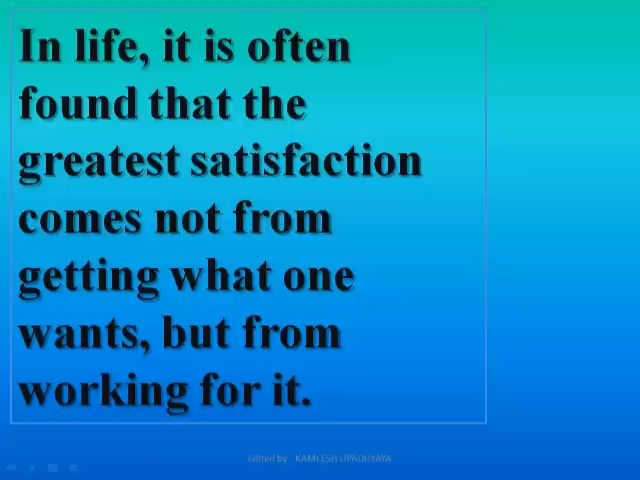 In life, it is often
found that the
greatest satisfaction
comes not from
getting what one
wants, but from
working for it.
Edited by KAMLESH UPADHYAYA